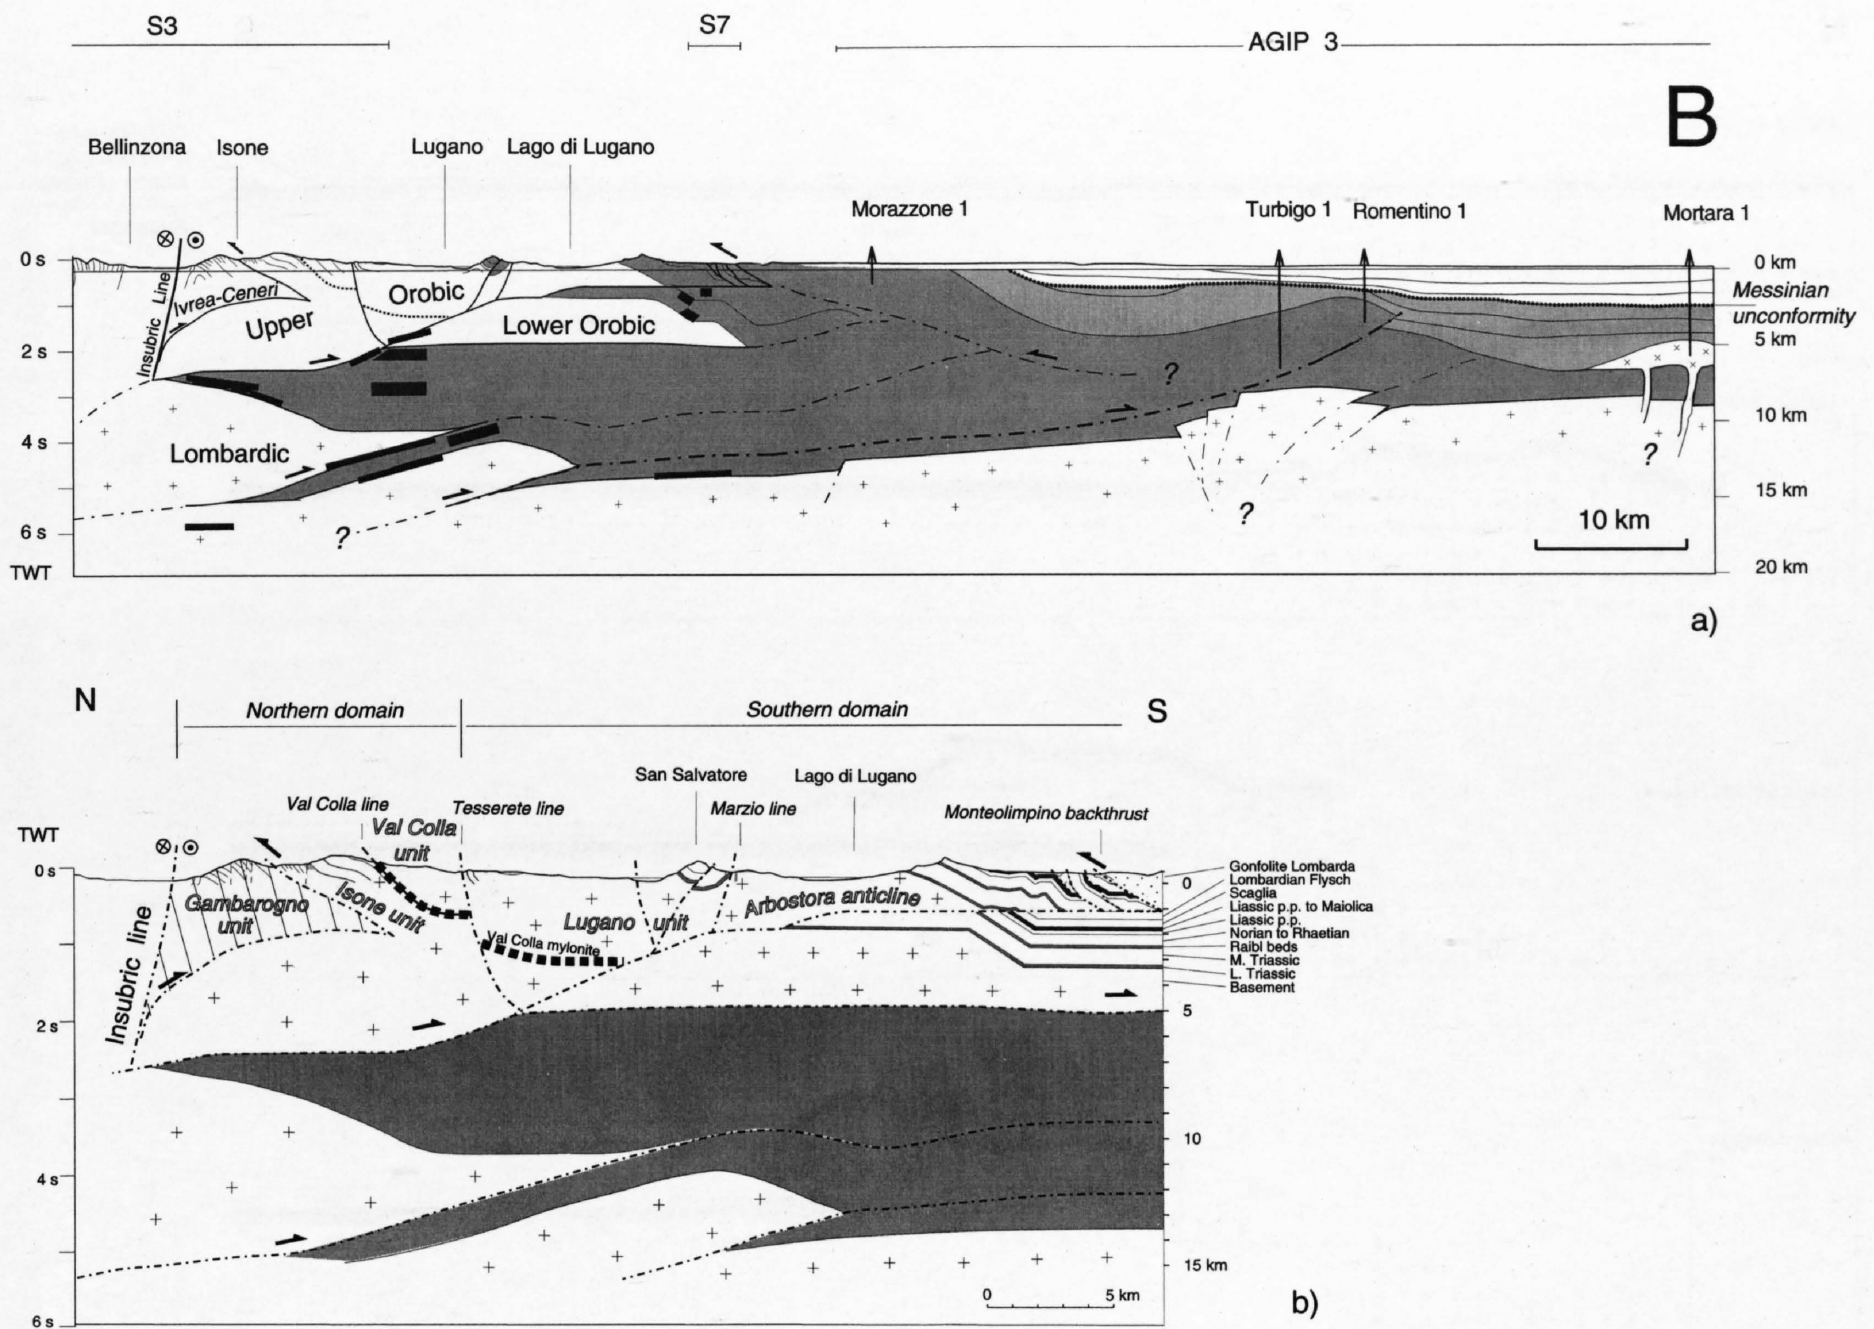 S3 S7 AGIP 3
B
Bellinzona Isone Lugano Lago di Lugano
Morazzone 1 Turbigo 1 Romentino 1 Mortara 1
0 s 0 km
Insubric Line
Ivrea-Ceneri
Upper
Orobic
Lower Orobic
Messinian
unconformity
2 s 5 km
?
Lombardic
4 s 10 km
?
15 km
?
?
6 s
10 km
TWT 20 km
a)
N Northern domain Southern domain S
San Salvatore Lago di Lugano
Val Colla line Tesserete line Marzio line Monteolimpino backthrust
TWT
Val Colla
unit
0 s 0
Gonfolite Lombarda
Lombardian Flysch
Scaglia
Liassic p.p. to Maiolica
Liassic p.p.
Norian to Rhaetian
Raibl beds
M. Triassic
L. Triassic
Basement
Insubric line
Gambarogno
unit
Isone unit
Lugano unit
Arbostora anticline
Val Colla mylonite
2 s 5
10
4 s
15 km
0 5 km
6 s
b)